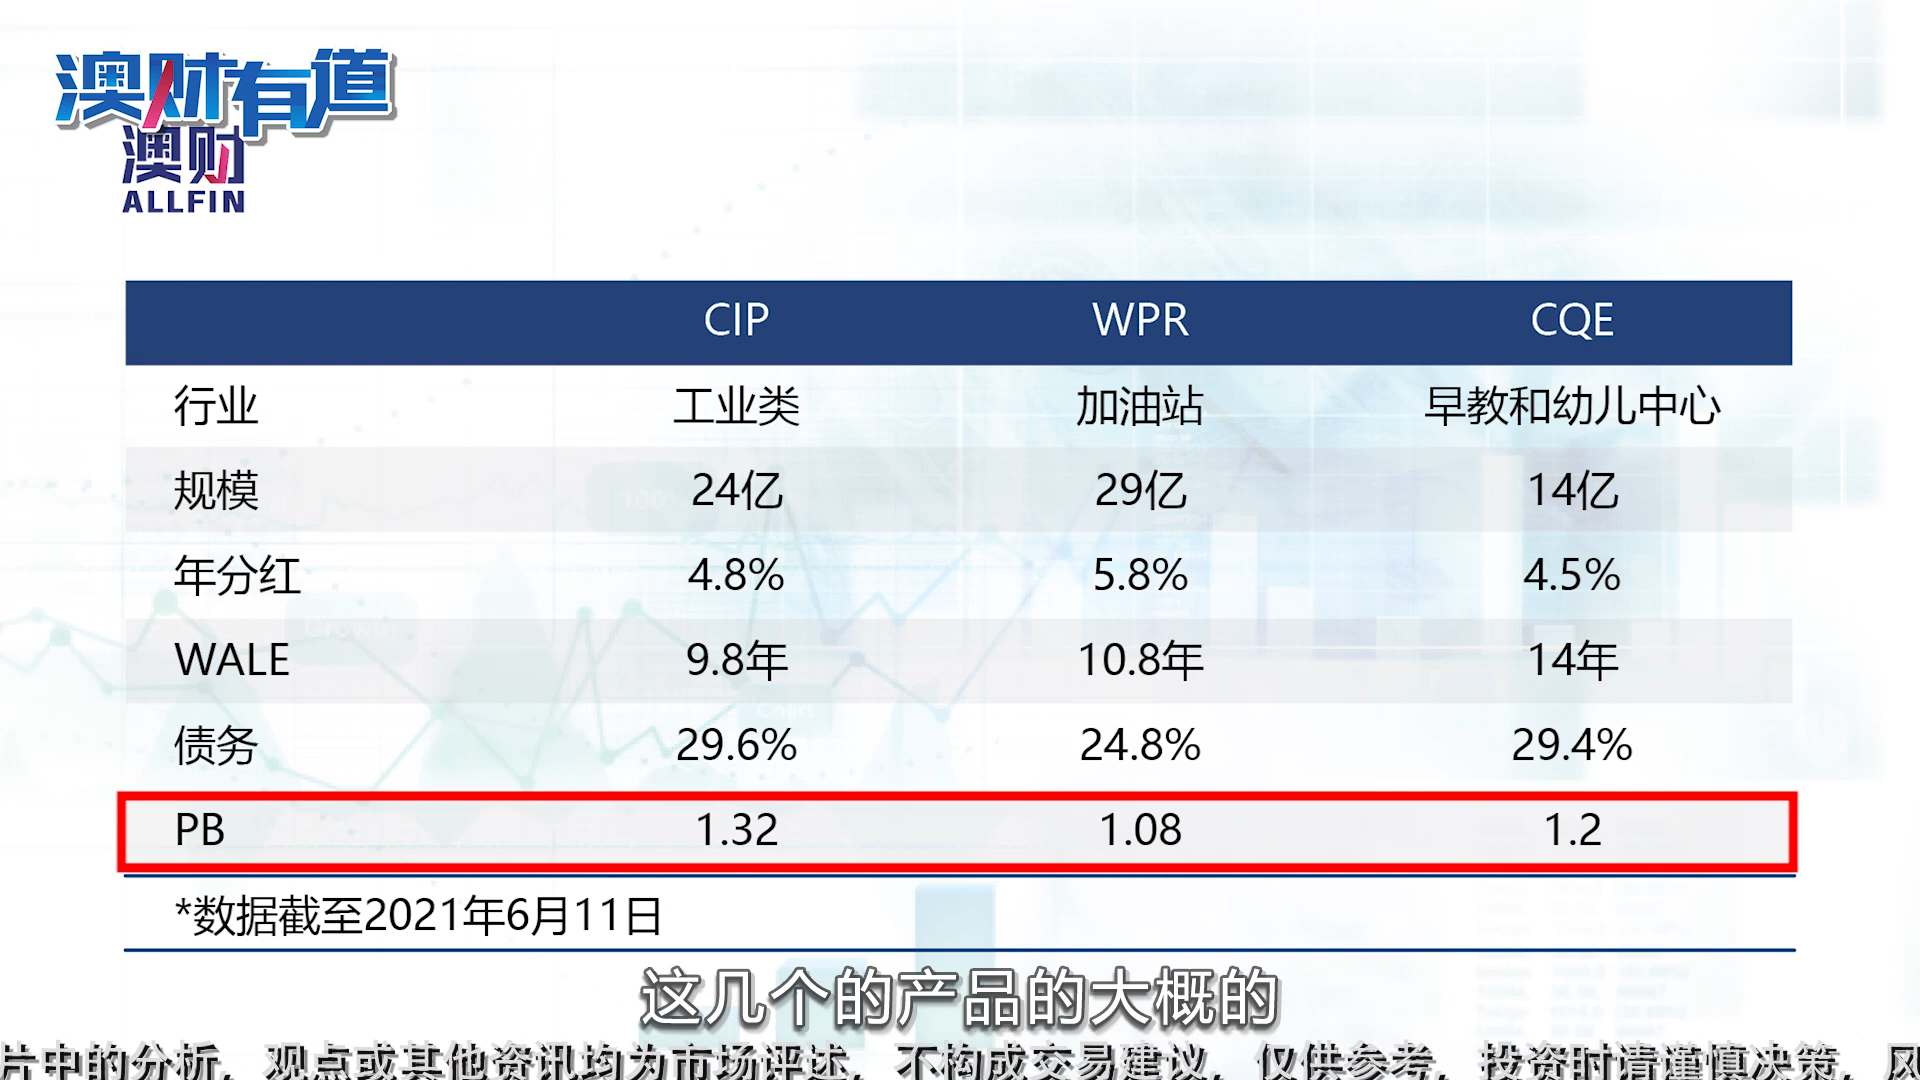 澳财有道
澳财
ALLFIN
CIP WPR CQE
行业 工业类 加油站 早教和幼儿中心
规模 24亿 29亿 14亿
年分红 4.8% 5.8% 4.5%
WALE 9.8年 10.8年 14年
债务 29.6% 24.8% 29.4%
PB 1.32 1.08 1.2
*数据截至2021年6月11日
这几个的产品的大概的
片中的分析，观点或其他资讯均为市场评述，不构成交易建议，仅供参考，投资时请谨慎决策，风